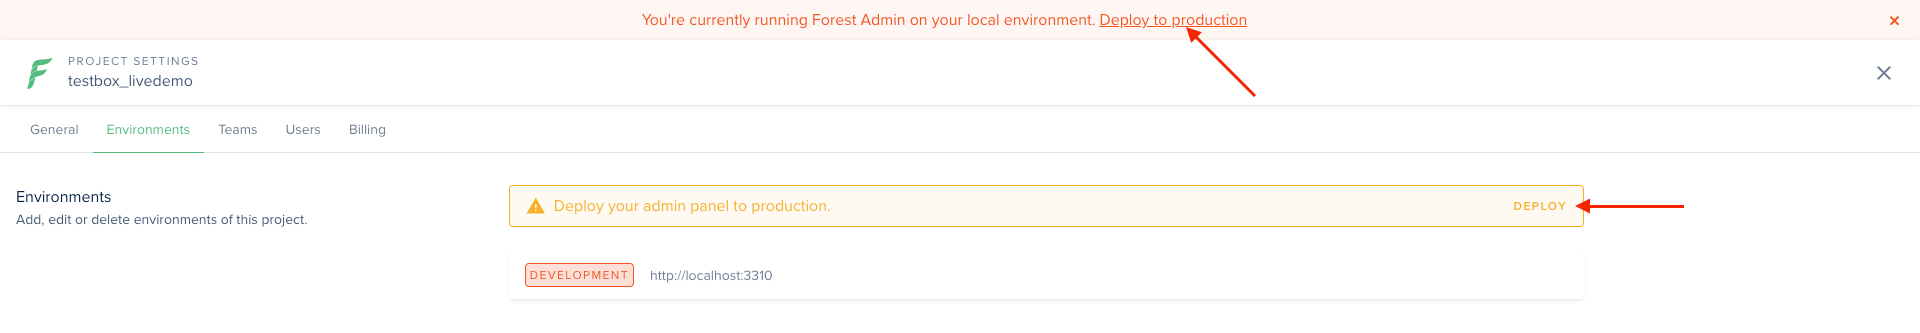 You're currently running Forest Admin on your local environment. Deploy to production
PROJECT SETTINGS
testbox_livedemo
General Environments Teams Users Billing
Environments
Add, edit or delete environments of this project.
Deploy your admin panel to production. DEPLOY
DEVELOPMENT http://localhost:3310